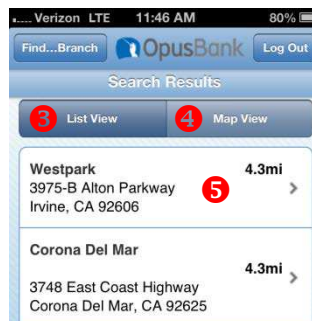 ..... Verizon LTE 11:46 AM 80%
Find...Branch OpusBank Log Out
Search Results
3 List View 4 Map View
Westpark 4.3mi
3975-B Alton Parkway 5
Irvine, CA 92606
Corona Del Mar
4.3mi
3748 East Coast Highway
Corona Del Mar, CA 92625